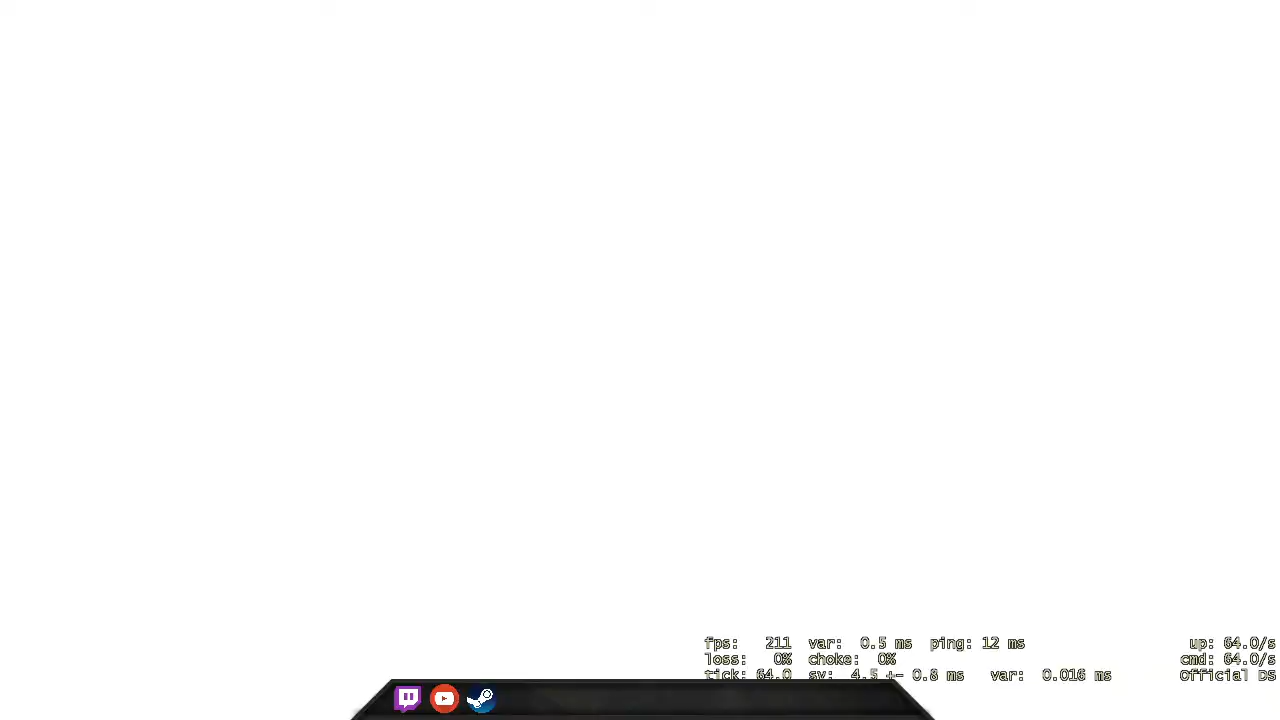 fps: 211 var: 0.5 ms ping: 12 ms up: 64.0/s
loss: 0% choke: 0% cmd: 64.0/s
tick: 64.0 sv: 4.5 +- 0.8 ms var: 0.016 ms Official DS